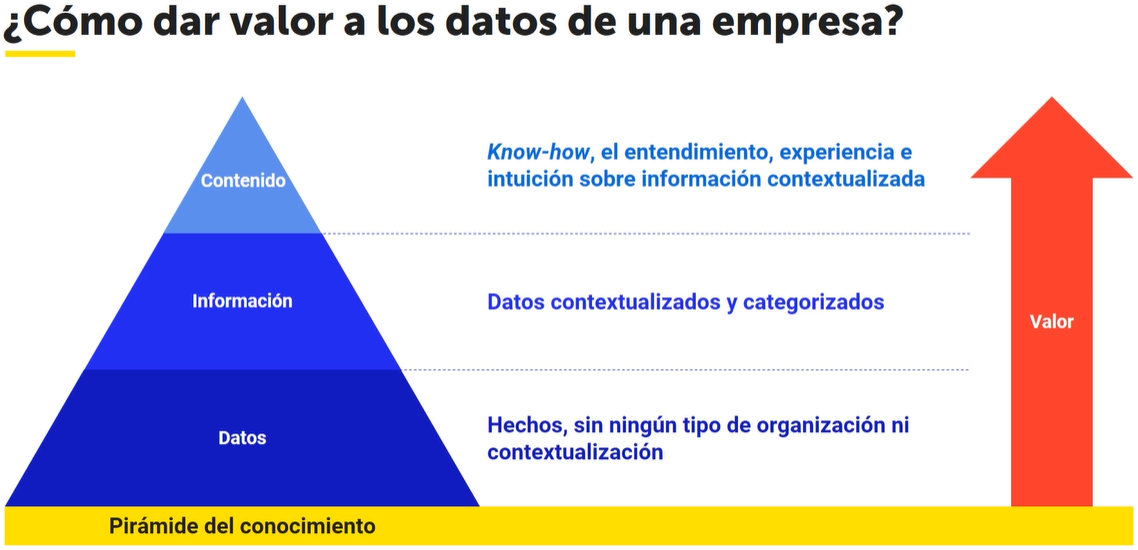 ¿Cómo dar valor a los datos de una empresa?
Contenido
Know-how, el entendimiento, experiencia e
intuición sobre información contextualizada
Información
Datos contextualizados y categorizados
Valor
Datos
Hechos, sin ningún tipo de organización ni
contextualización
Pirámide del conocimiento